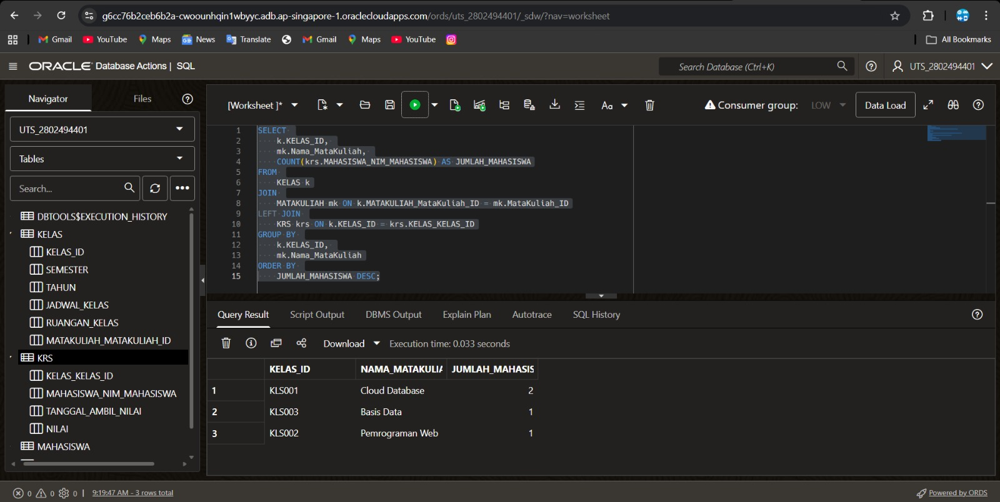 g6cc76b2ceb6b2a-cwoounhqin1wbyyc.adb.ap-singapore-1.oraclecloudapps.com/ords/uts_2802494401/_sdw/?nav=worksheet
Gmail YouTube Maps News Translate Gmail Maps YouTube All Bookmarks
ORACLE Database Actions | SQL Search Database (Ctrl+K) UTS_2802494401
Navigator Files
UTS_2802494401
Tables
Search...
DBTOOLS$EXECUTION_HISTORY
KELAS
KELAS_ID
SEMESTER
TAHUN
JADWAL_KELAS
RUANGAN_KELAS
MATAKULIAH_MATAKULIAH_ID
KRS
KELAS_KELAS_ID
MAHASISWA_NIM_MAHASISWA
TANGGAL_AMBIL_NILAI
NILAI
MAHASISWA
[Worksheet ]* Aa Consumer group: LOW Data Load
1 SELECT
2 k.KELAS_ID,
3 mk.Nama_MataKuliah,
4 COUNT(krs.MAHASISWA_NIM_MAHASISWA) AS JUMLAH_MAHASISWA
5 FROM
6 KELAS k
7 JOIN
8 MATAKULIAH mk ON k.MATAKULIAH_MataKuliah_ID = mk.MataKuliah_ID
9 LEFT JOIN
10 KRS krs ON k.KELAS_ID = krs.KELAS_KELAS_ID
11 GROUP BY
12 k.KELAS_ID,
13 mk.Nama_MataKuliah
14 ORDER BY
15 JUMLAH_MAHASISWA DESC;
Query Result Script Output DBMS Output Explain Plan Autotrace SQL History
Download Execution time: 0.033 seconds
KELAS_ID NAMA_MATAKULIA JUMLAH_MAHASIS
1 KLS001 Cloud Database 2
2 KLS003 Basis Data 1
3 KLS002 Pemrograman Web 1
0 0 0 | 9:19:47 AM - 3 rows total Powered by ORDS